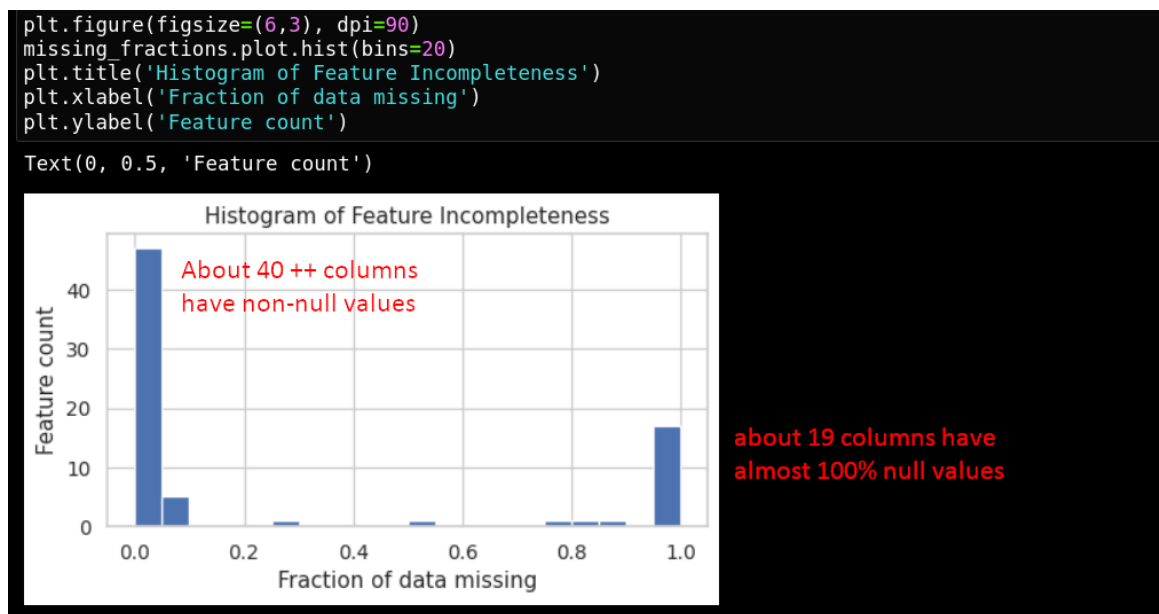 plt.figure(figsize=(6,3), dpi=90)
missing_fractions.plot.hist(bins=20)
plt.title('Histogram of Feature Incompleteness')
plt.xlabel('Fraction of data missing')
plt.ylabel('Feature count')
Text(0, 0.5, 'Feature count')
Histogram of Feature Incompleteness
About 40 ++ columns
have non-null values
Feature count
40
30
20
10
0
about 19 columns have
almost 100% null values
0.0 0.2 0.4 0.6 0.8 1.0
Fraction of data missing